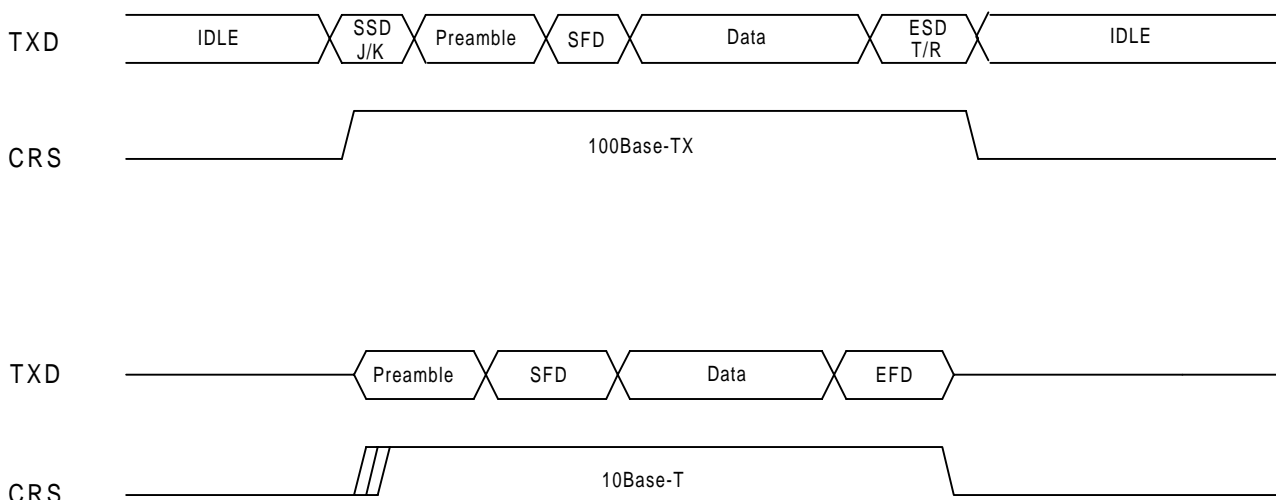 TXD IDLE SSD J/K Preamble SFD Data ESD T/R IDLE
CRS 100Base-TX
TXD Preamble SFD Data EFD
CRS 10Base-T